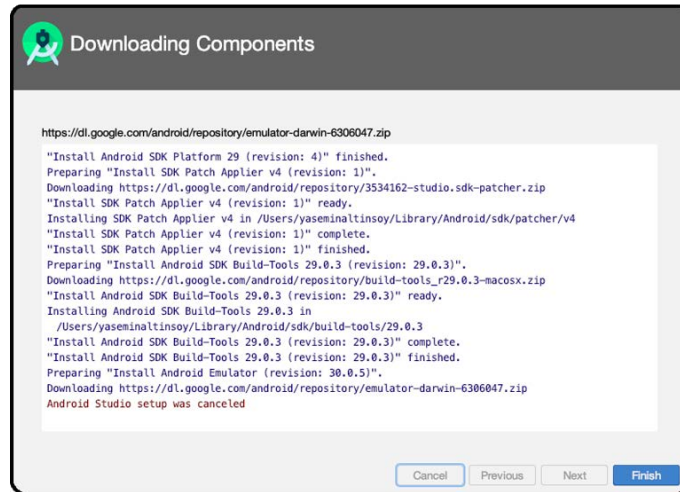 Downloading Components
https://dl.google.com/android/repository/emulator-darwin-6306047.zip
"Install Android SDK Platform 29 (revision: 4)" finished.
Preparing "Install SDK Patch Applier v4 (revision: 1)".
Downloading https://dl.google.com/android/repository/3534162-studio.sdk-patcher.zip
"Install SDK Patch Applier v4 (revision: 1)" ready.
Installing SDK Patch Applier v4 in /Users/yaseminaltinsoy/Library/Android/sdk/patcher/v4
"Install SDK Patch Applier v4 (revision: 1)" complete.
"Install SDK Patch Applier v4 (revision: 1)" finished.
Preparing "Install Android SDK Build-Tools 29.0.3 (revision: 29.0.3)".
Downloading https://dl.google.com/android/repository/build-tools_r29.0.3-macosx.zip
"Install Android SDK Build-Tools 29.0.3 (revision: 29.0.3)" ready.
Installing Android SDK Build-Tools 29.0.3 in
/Users/yaseminaltinsoy/Library/Android/sdk/build-tools/29.0.3
"Install Android SDK Build-Tools 29.0.3 (revision: 29.0.3)" complete.
"Install Android SDK Build-Tools 29.0.3 (revision: 29.0.3)" finished.
Preparing "Install Android Emulator (revision: 30.0.5)".
Downloading https://dl.google.com/android/repository/emulator-darwin-6306047.zip
Android Studio setup was canceled
Cancel Previous Next Finish